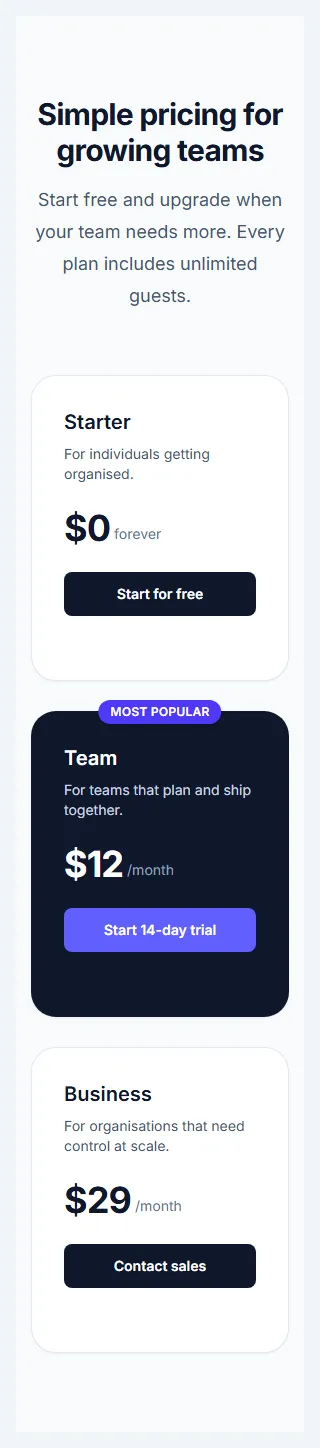 Simple pricing for
growing teams
Start free and upgrade when
your team needs more. Every
plan includes unlimited
guests.
Starter
For individuals getting
organised.
$0 forever
Start for free
MOST POPULAR
Team
For teams that plan and ship
together.
$12 /month
Start 14-day trial
Business
For organisations that need
control at scale.
$29 /month
Contact sales